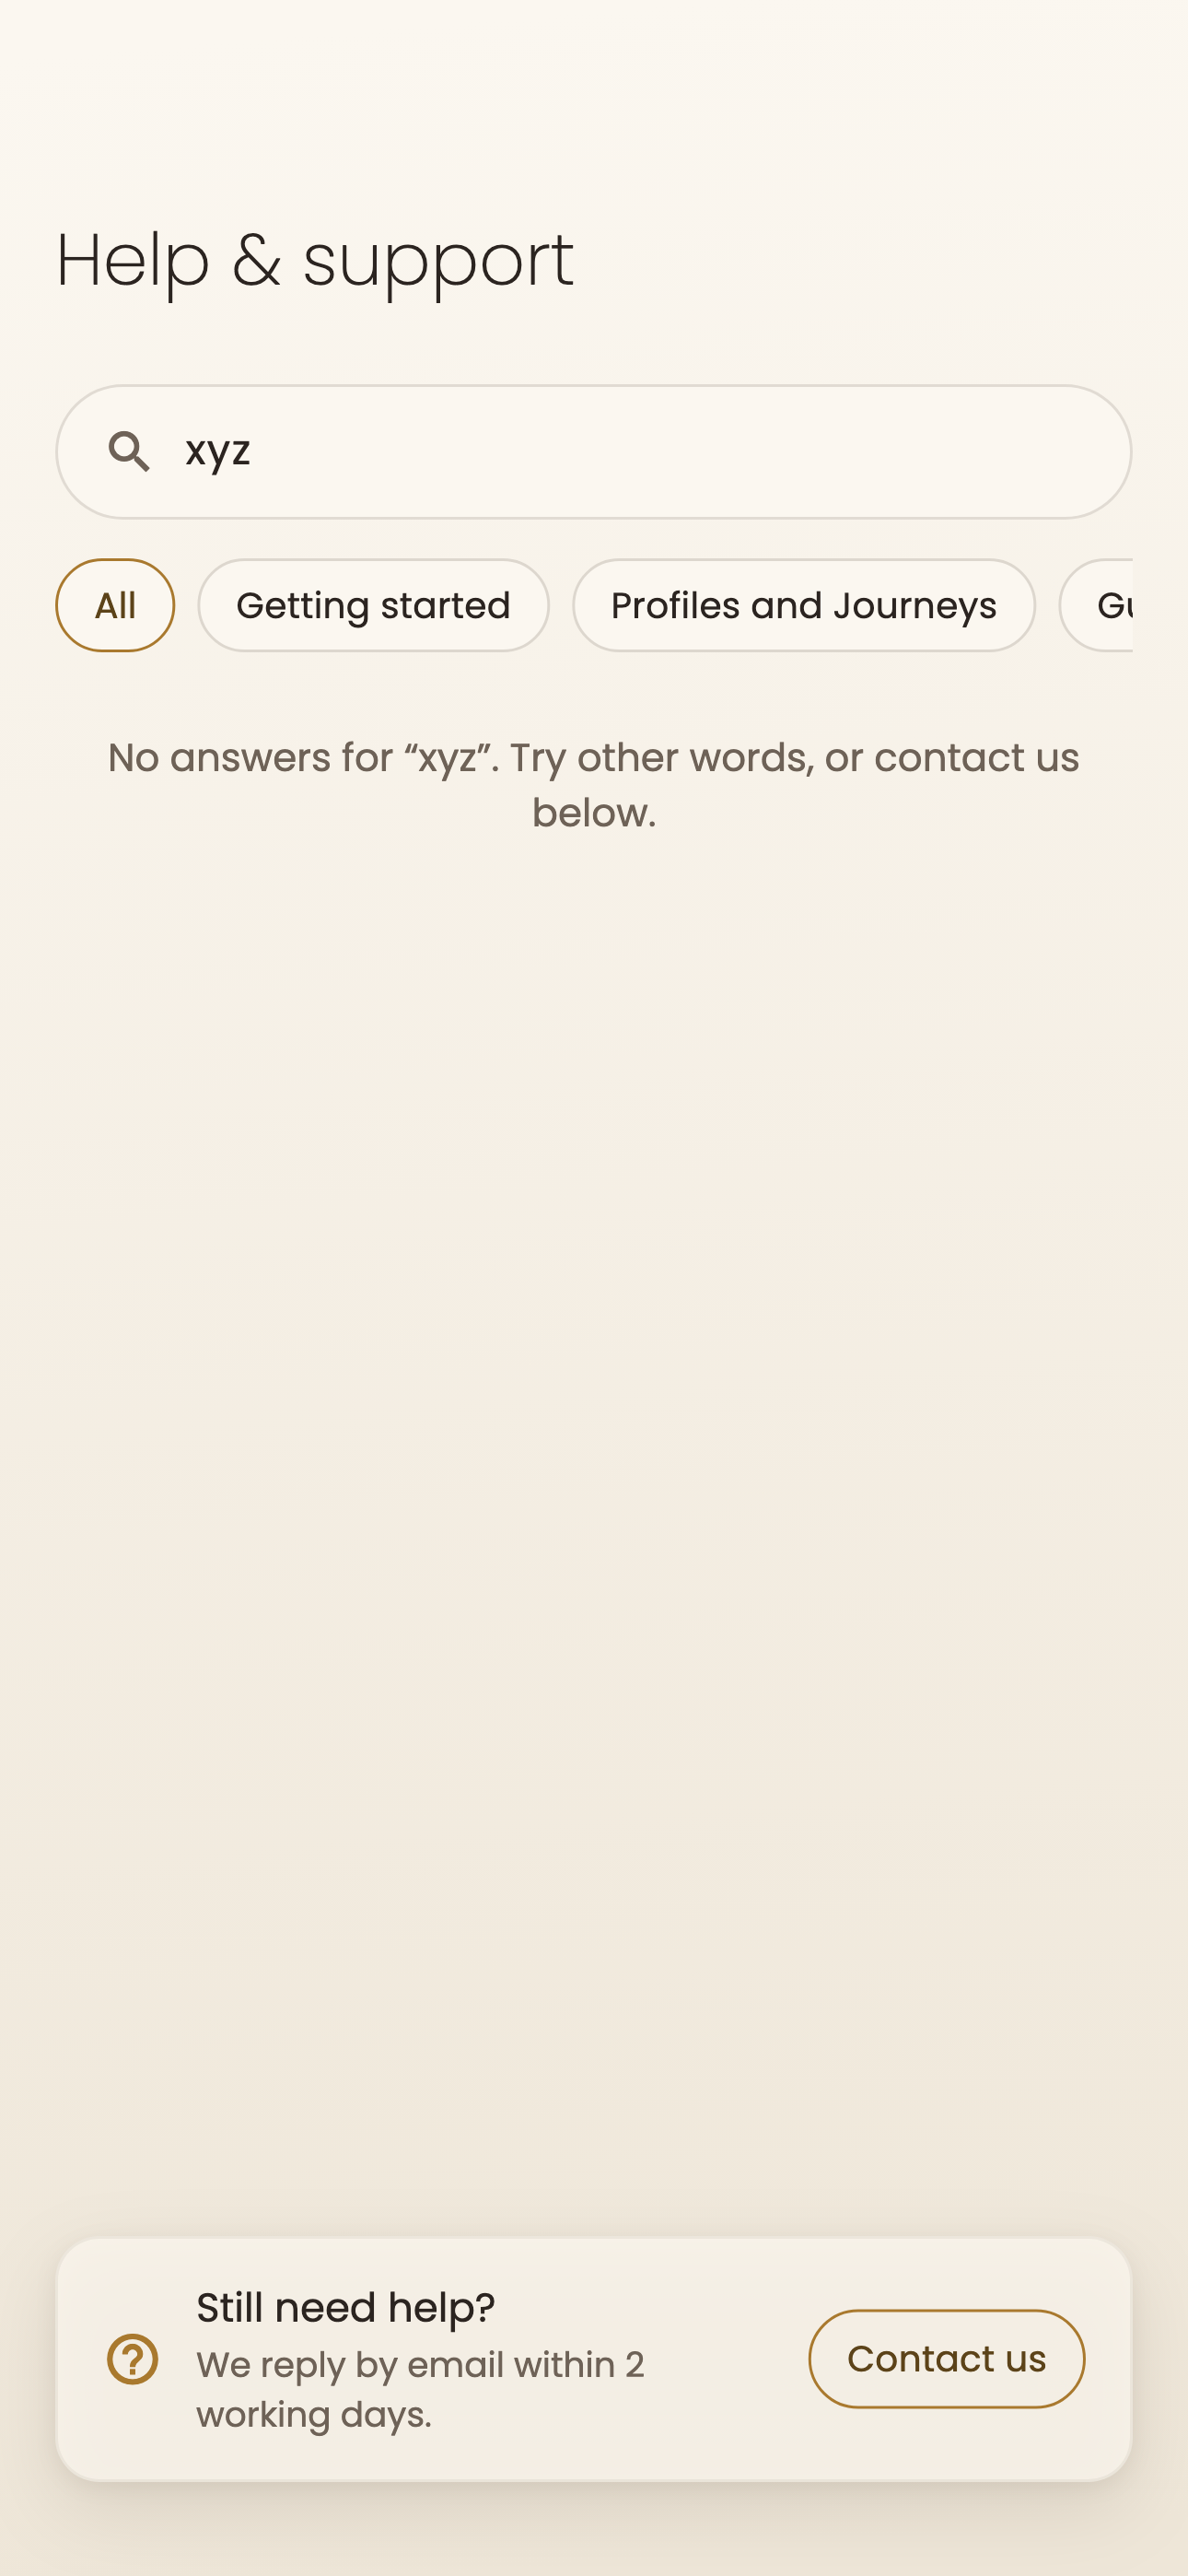 Help & support
xyz
All Getting started Profiles and Journeys
No answers for “xyz”. Try other words, or contact us
below.
Still need help?
We reply by email within 2
working days.
Contact us